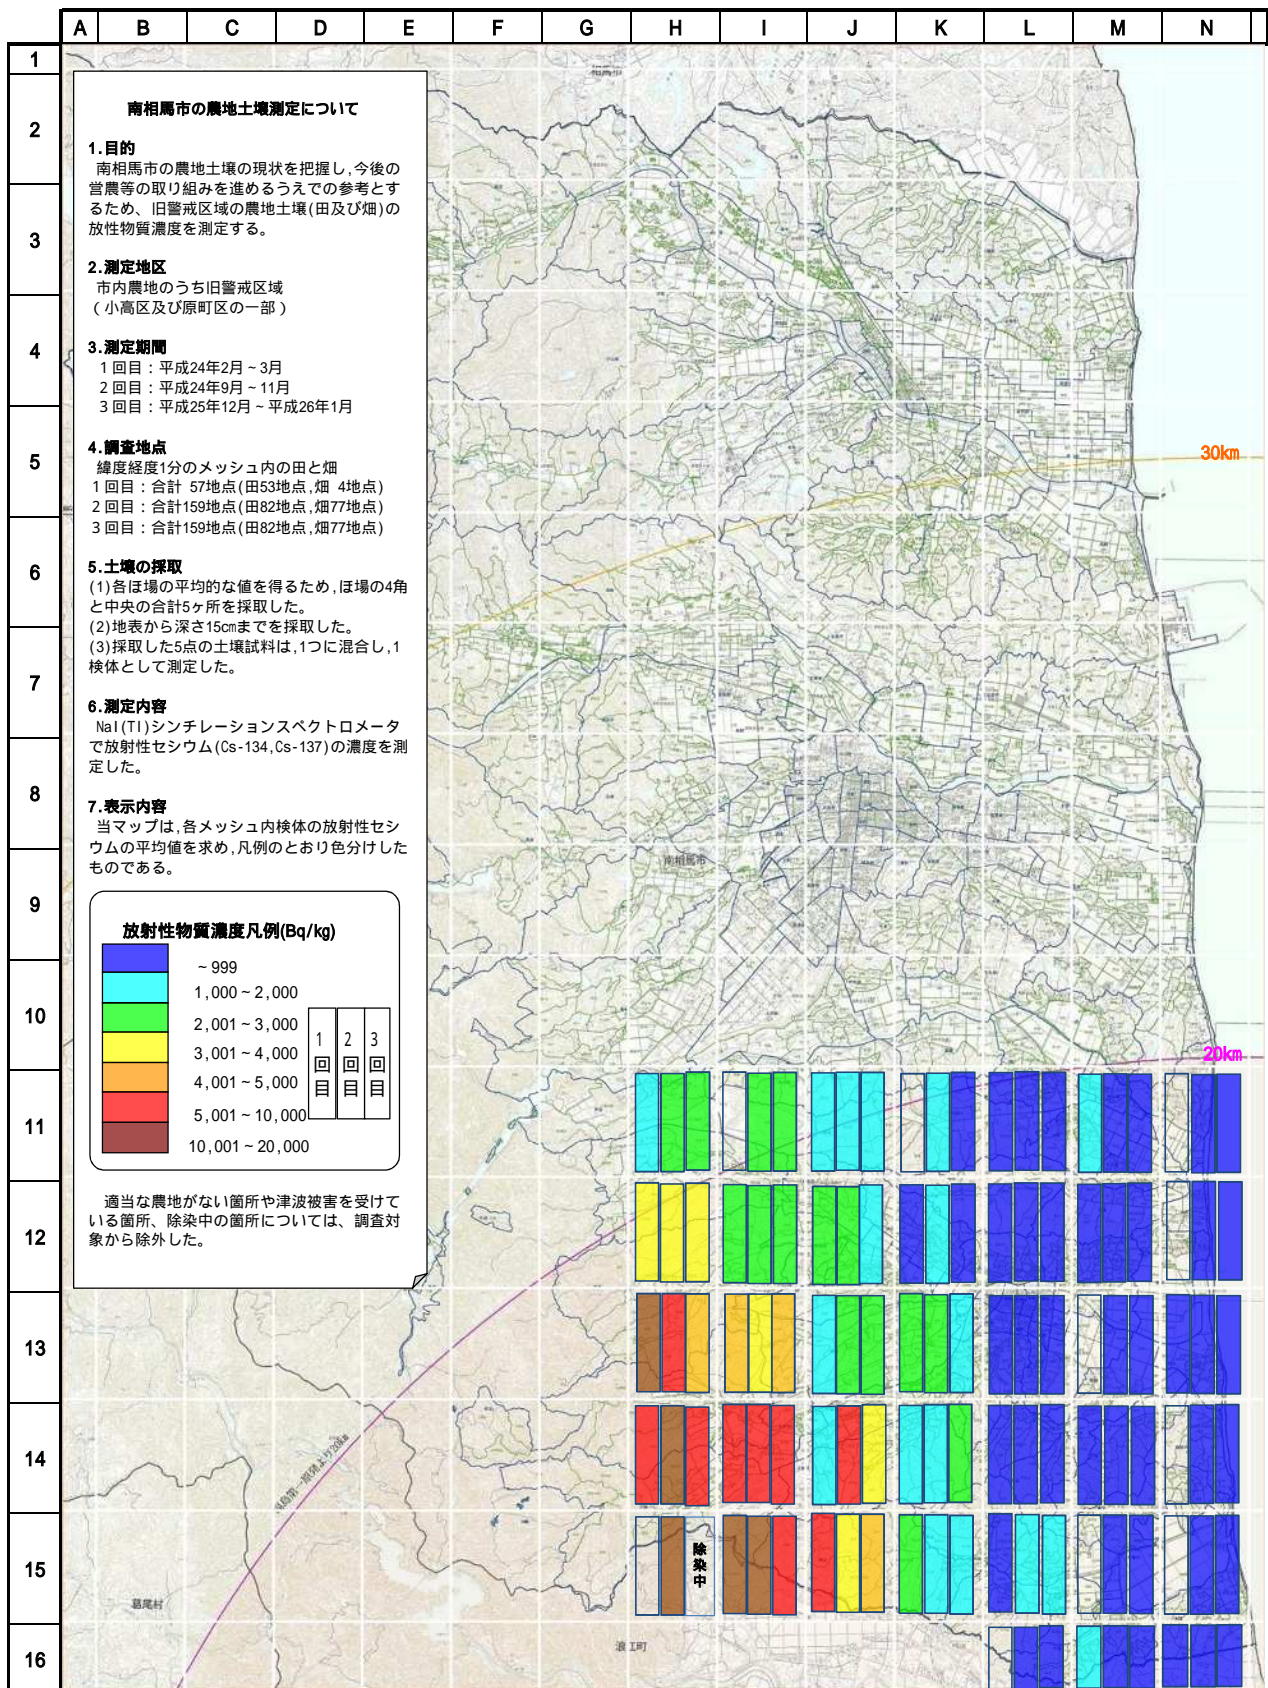 A B C D E F G H I J K L M N
1
2
3
4
5
6
7
8
9
10
11
12
13
14
15
16
南相馬市の農地土壌測定について
1.目的
南相馬市の農地土壌の現状を把握し,今後の
営農等の取り組みを進めるうえでの参考とす
るため、旧警戒区域の農地土壌(田及び畑)の
放性物質濃度を測定する。
2.測定地区
市内農地のうち旧警戒区域
(小高区及び原町区の一部)
3.測定期間
1回目:平成24年2月~3月
2回目:平成24年9月~11月
3回目:平成25年12月~平成26年1月
4.調査地点
緯度経度1分のメッシュ内の田と畑
1回目:合計 57地点(田53地点,畑 4地点)
2回目:合計159地点(田82地点,畑77地点)
3回目:合計159地点(田82地点,畑77地点)
5.土壌の採取
(1)各ほ場の平均的な値を得るため,ほ場の4角
と中央の合計5ヶ所を採取した。
(2)地表から深さ15cmまでを採取した。
(3)採取した5点の土壌試料は,1つに混合し,1
検体として測定した。
6.測定内容
NaI(Tl)シンチレーションスペクトロメータ
で放射性セシウム(Cs-134,Cs-137)の濃度を測
定した。
7.表示内容
当マップは,各メッシュ内検体の放射性セシ
ウムの平均値を求め,凡例のとおり色分けした
ものである。
放射性物質濃度凡例(Bq/kg)
~999
1,000~2,000
2,001~3,000
3,001~4,000
4,001~5,000
5,001~10,000
10,001~20,000
1回目
2回目
3回目
適当な農地がない箇所や津波被害を受けて
いる箇所、除染中の箇所については、調査対
象から除外した。
30km
20km
南相馬市
福島第一原発より20km
除染中
葛尾村
浪江町